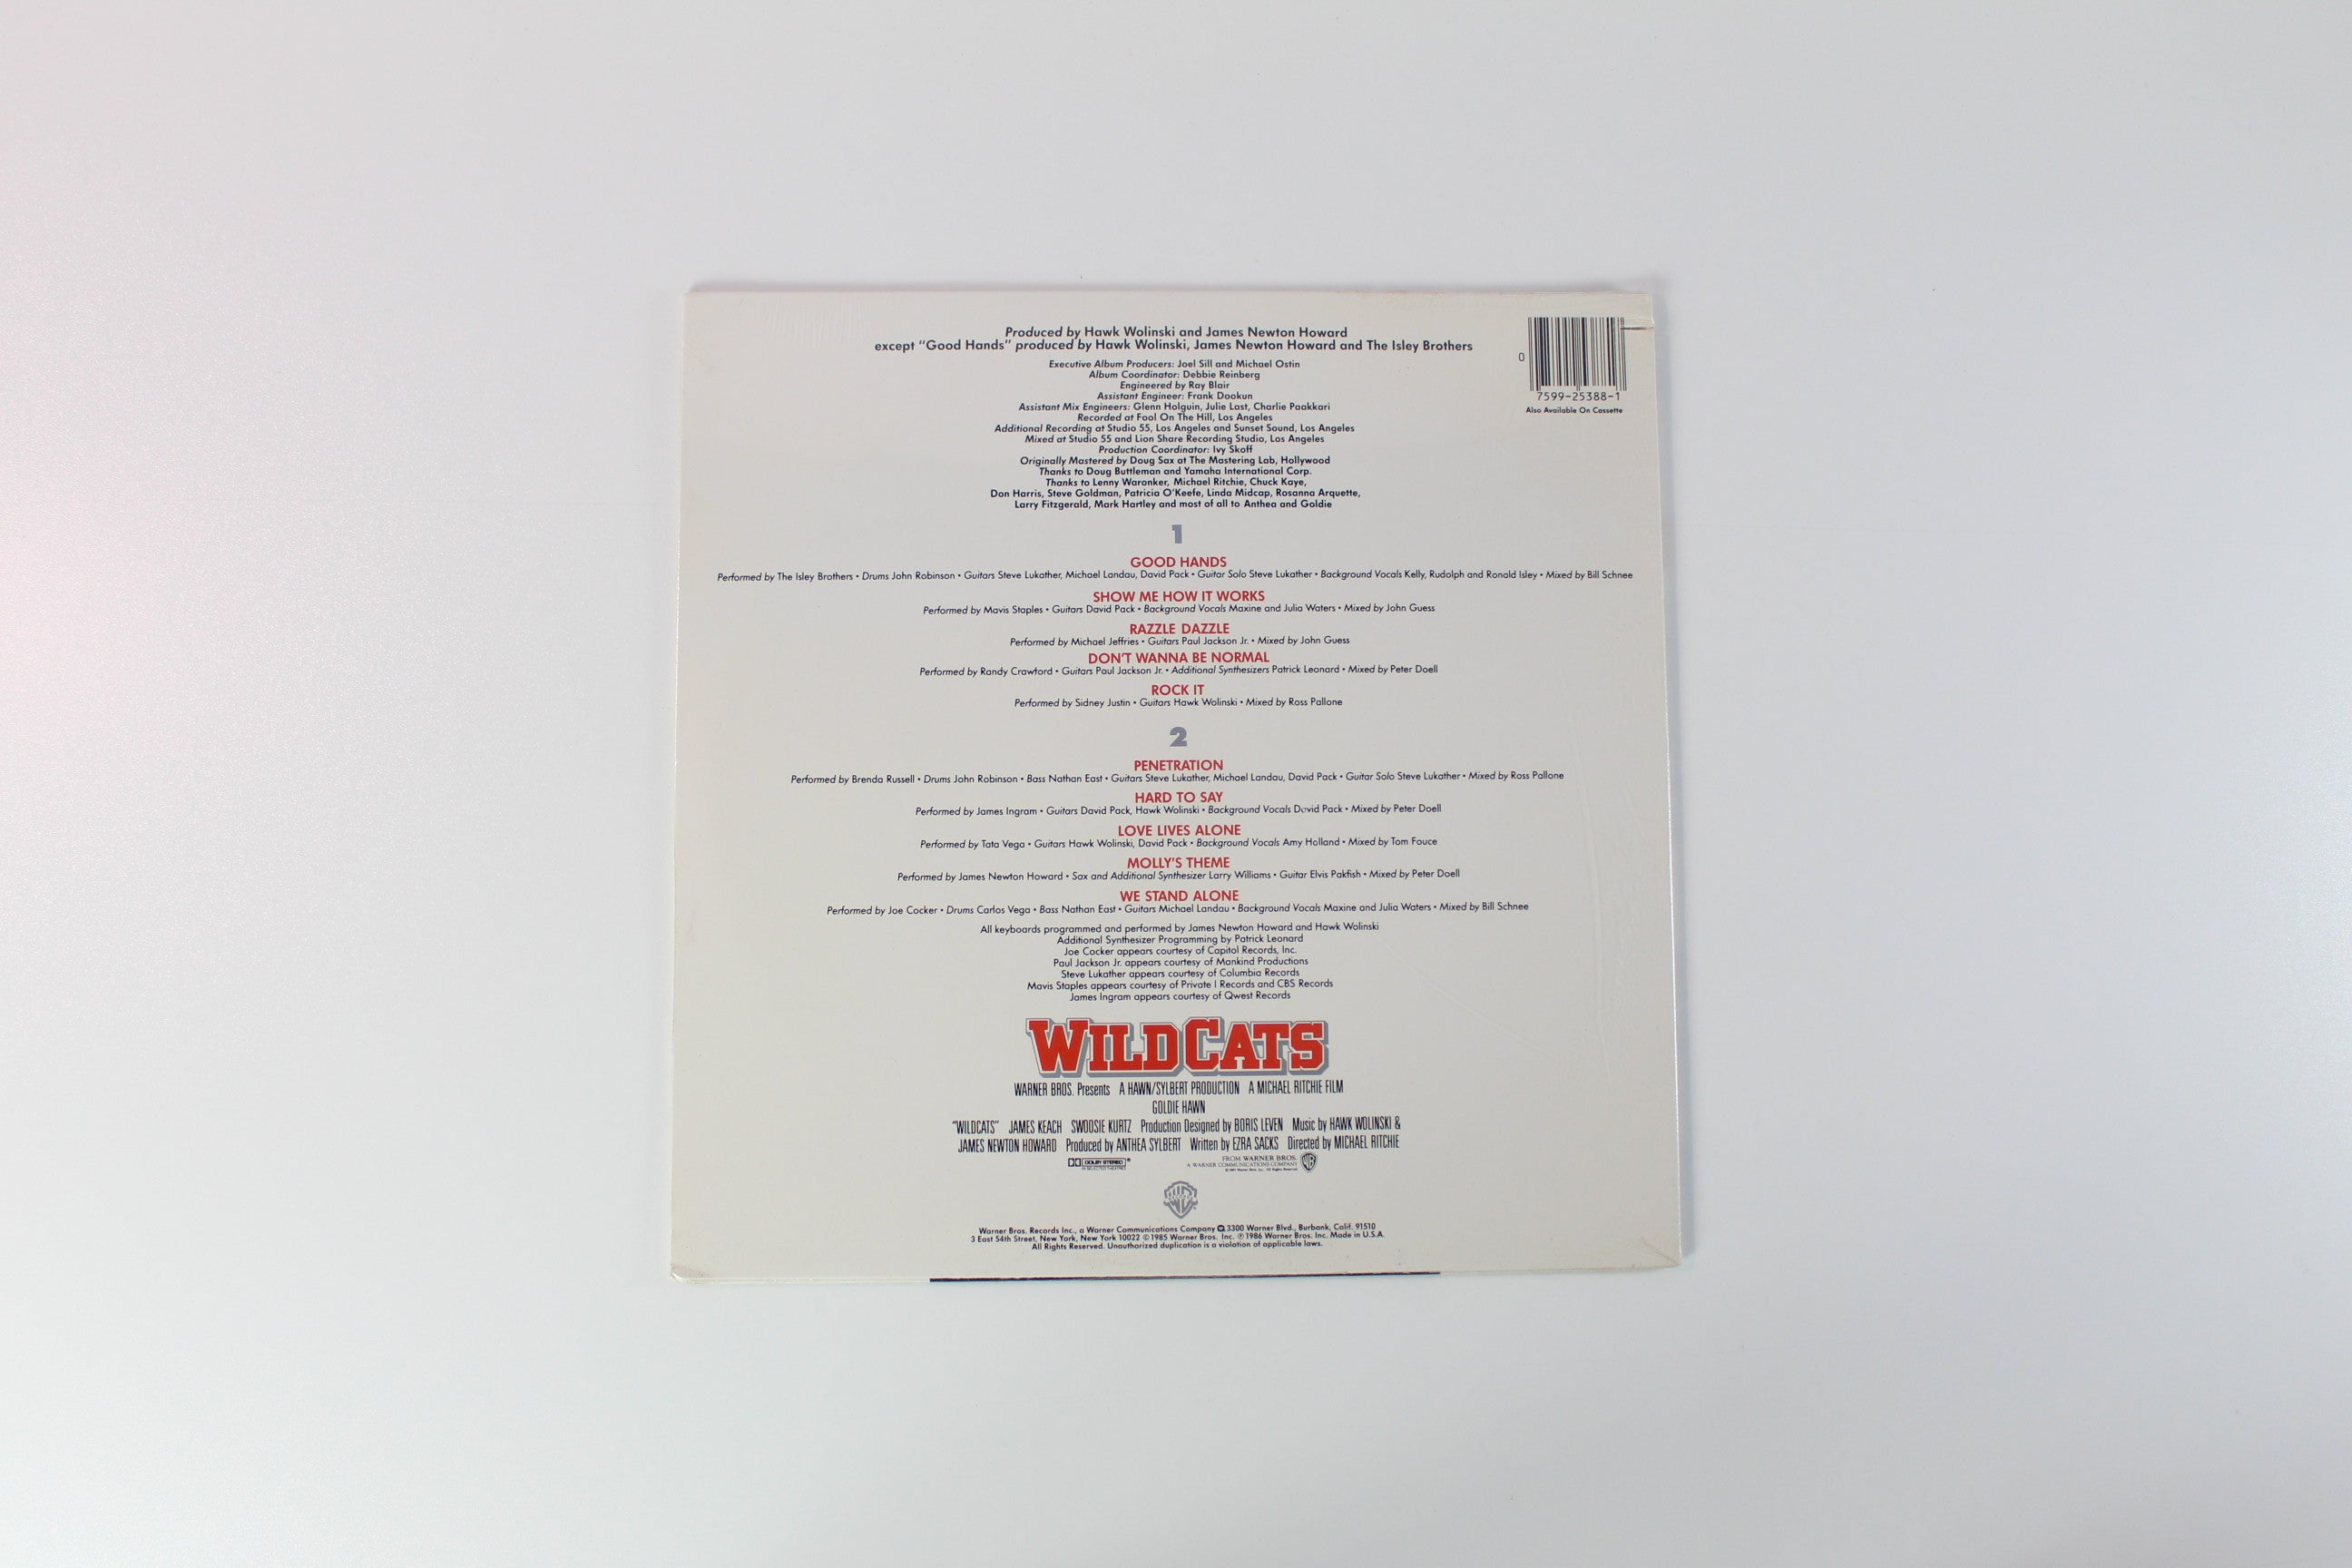 Produced by Hawk Wolinski and James Newton Howard
except "Good Hands" produced by Hawk Wolinski, James Newton Howard and The Isley Brothers
Executive Album Producers: Joel Sill and Michael Ostin
Album Coordinator: Debbie Reinberg
Engineered by Ray Blair
Assistant Engineer: Frank Dookun
Assistant Mix Engineers: Glenn Holguin, Julie Last, Charlie Paakkari
Recorded at Fool On The Hill, Los Angeles
Additional Recording at Studio 55, Los Angeles and Sunset Sound, Los Angeles
Mixed at Studio 55 and Lion Share Recording Studio, Los Angeles
Production Coordinator: Ivy Skoff
Originally Mastered by Doug Sax at The Mastering Lab, Hollywood
Thanks to Doug Buttleman and Yamaha International Corp.
Thanks to Lenny Waronker, Michael Ritchie, Chuck Kaye,
Don Harris, Steve Goldman, Patricia O'Keefe, Linda Midcap, Rosanna Arquette,
Larry Fitzgerald, Mark Hartley and most of all to Anthea and Goldie
0
7599-25388-1
Also Available On Cassette
1
GOOD HANDS
Performed by The Isley Brothers • Drums John Robinson • Guitars Steve Lukather, Michael Landau, David Pack • Guitar Solo Steve Lukather • Background Vocals Kelly, Rudolph and Ronald Isley • Mixed by Bill Schnee
SHOW ME HOW IT WORKS
Performed by Mavis Staples • Guitars David Pack • Background Vocals Maxine and Julia Waters • Mixed by John Guess
RAZZLE DAZZLE
Performed by Michael Jeffries • Guitars Paul Jackson Jr. • Mixed by John Guess
DON'T WANNA BE NORMAL
Performed by Randy Crawford • Guitars Paul Jackson Jr. • Additional Synthesizers Patrick Leonard • Mixed by Peter Doell
ROCK IT
Performed by Sidney Justin • Guitars Hawk Wolinski • Mixed by Ross Pallone
2
PENETRATION
Performed by Brenda Russell • Drums John Robinson • Bass Nathan East • Guitars Steve Lukather, Michael Landau, David Pack • Guitar Solo Steve Lukather • Mixed by Ross Pallone
HARD TO SAY
Performed by James Ingram • Guitars David Pack, Hawk Wolinski • Background Vocals David Pack • Mixed by Peter Doell
LOVE LIVES ALONE
Performed by Tata Vega • Guitars Hawk Wolinski, David Pack • Background Vocals Amy Holland • Mixed by Tom Fouce
MOLLY'S THEME
Performed by James Newton Howard • Sax and Additional Synthesizer Larry Williams • Guitar Elvis Pakfish • Mixed by Peter Doell
WE STAND ALONE
Performed by Joe Cocker • Drums Carlos Vega • Bass Nathan East • Guitars Michael Landau • Background Vocals Maxine and Julia Waters • Mixed by Bill Schnee
All keyboards programmed and performed by James Newton Howard and Hawk Wolinski
Additional Synthesizer Programming by Patrick Leonard
Joe Cocker appears courtesy of Capitol Records, Inc.
Paul Jackson Jr. appears courtesy of Mankind Productions
Steve Lukather appears courtesy of Columbia Records
Mavis Staples appears courtesy of Private I Records and CBS Records
James Ingram appears courtesy of Qwest Records
WILDCATS
WARNER BROS. Presents A HAWN/SYLBERT PRODUCTION A MICHAEL RITCHIE FILM
GOLDIE HAWN
"WILDCATS" JAMES KEACH SWOOSIE KURTZ Production Designed by BORIS LEVEN Music by HAWK WOLINSKI &
JAMES NEWTON HOWARD Produced by ANTHEA SYLBERT Written by EZRA SACKS Directed by MICHAEL RITCHIE
DOLBY STEREO
IN SELECTED THEATRES
FROM WARNER BROS.
A WARNER COMMUNICATIONS COMPANY
Warner Bros. Records Inc., a Warner Communications Company 3300 Warner Blvd., Burbank, Calif. 91510
3 East 54th Street, New York, New York 10022 ©1985 Warner Bros. Inc. ℗1986 Warner Bros. Inc. Made in U.S.A.
All Rights Reserved. Unauthorized duplication is a violation of applicable laws.